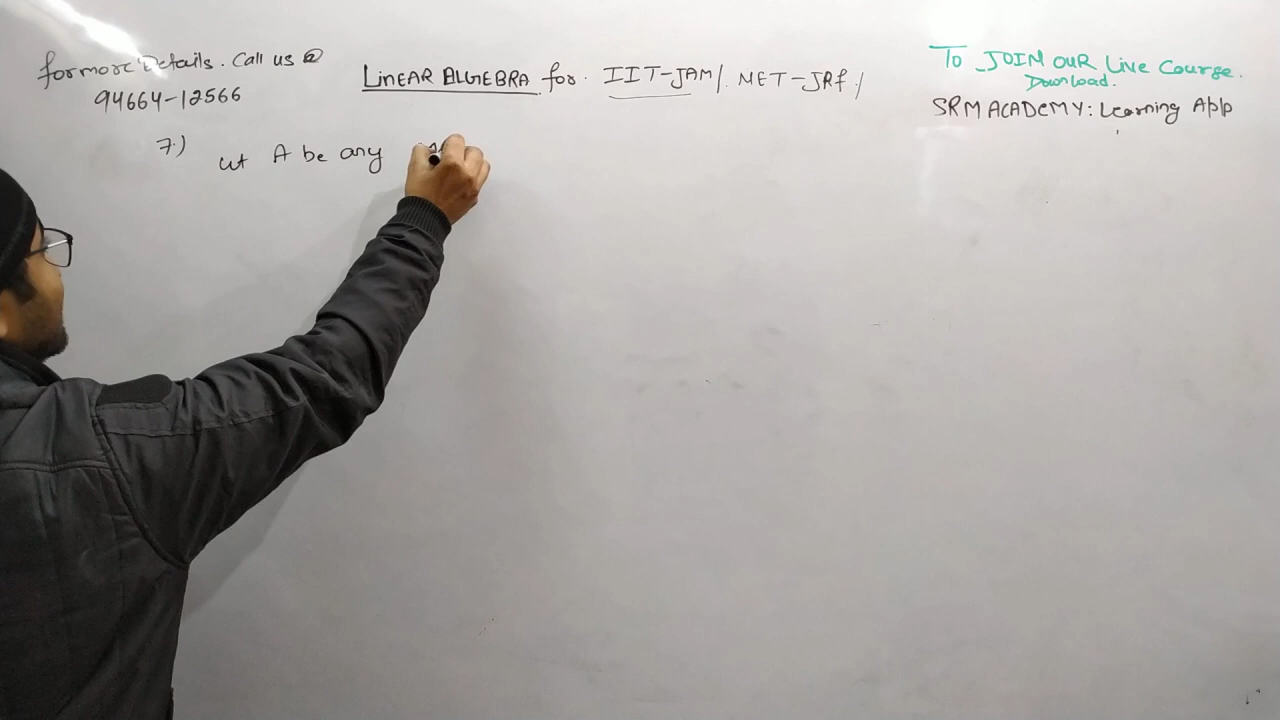 For more Details. Call us @
94664-12566
LINEAR ALGEBRA for. IIT-JAM/. NET-JRF./
To JOIN OUR Live Course.
Download.
SRM ACADEMY: Learning App
7.) Let A be any